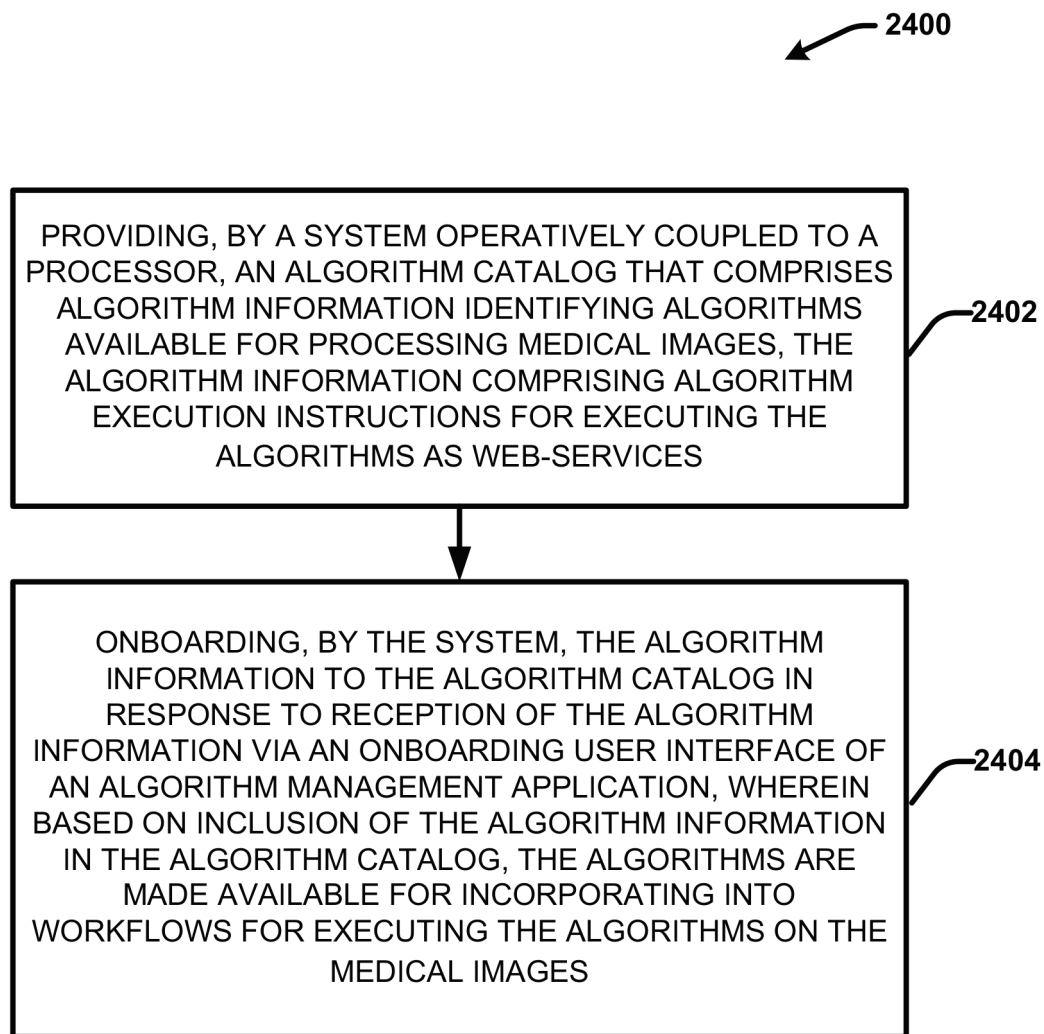 2400
PROVIDING, BY A SYSTEM OPERATIVELY COUPLED TO A
PROCESSOR, AN ALGORITHM CATALOG THAT COMPRISES
ALGORITHM INFORMATION IDENTIFYING ALGORITHMS
AVAILABLE FOR PROCESSING MEDICAL IMAGES, THE
ALGORITHM INFORMATION COMPRISING ALGORITHM
EXECUTION INSTRUCTIONS FOR EXECUTING THE
ALGORITHMS AS WEB-SERVICES
2402
ONBOARDING, BY THE SYSTEM, THE ALGORITHM
INFORMATION TO THE ALGORITHM CATALOG IN
RESPONSE TO RECEPTION OF THE ALGORITHM
INFORMATION VIA AN ONBOARDING USER INTERFACE OF
AN ALGORITHM MANAGEMENT APPLICATION, WHEREIN
BASED ON INCLUSION OF THE ALGORITHM INFORMATION
IN THE ALGORITHM CATALOG, THE ALGORITHMS ARE
MADE AVAILABLE FOR INCORPORATING INTO
WORKFLOWS FOR EXECUTING THE ALGORITHMS ON THE
MEDICAL IMAGES
2404